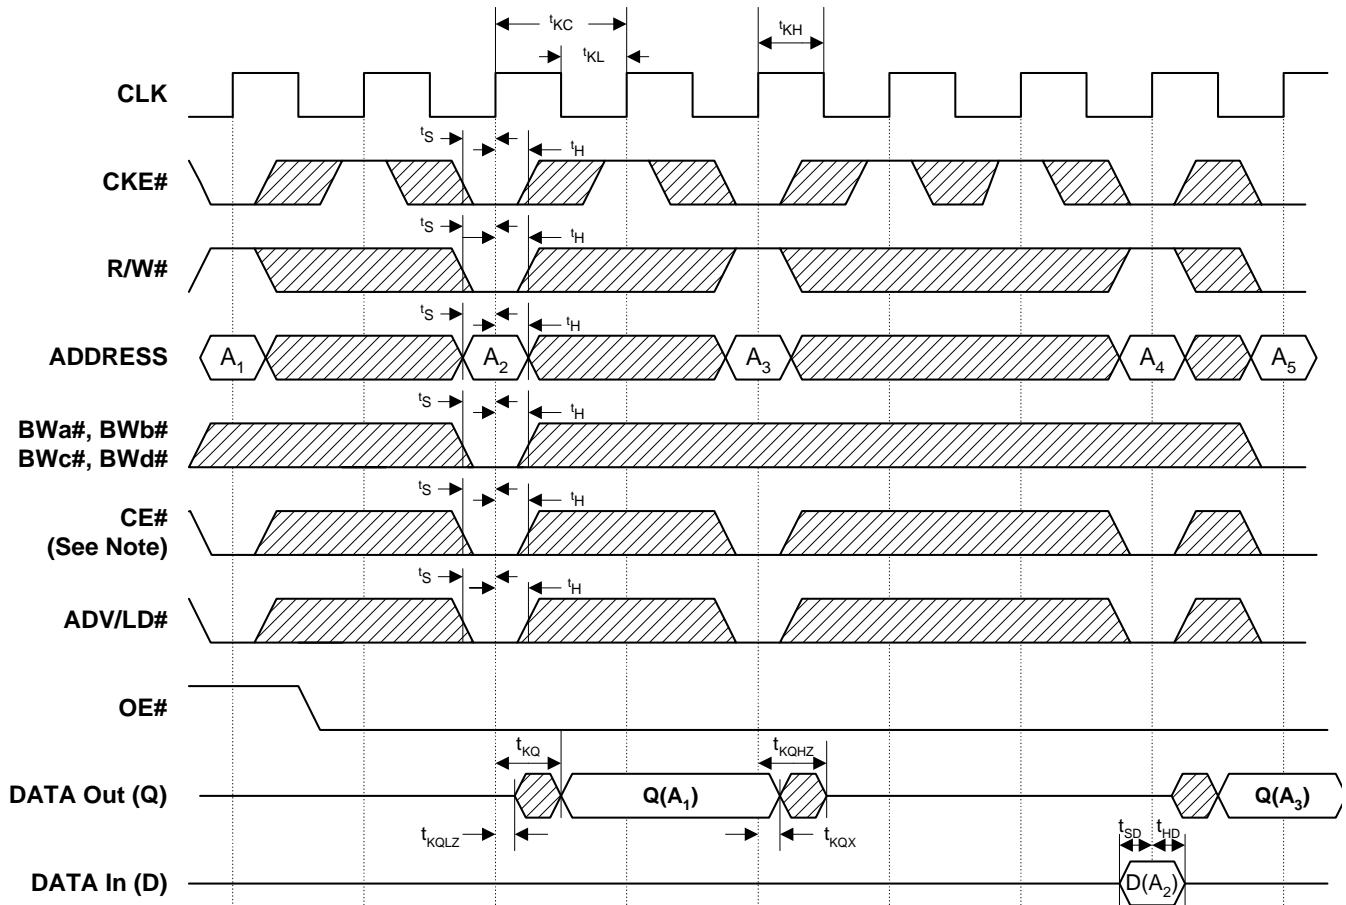 tKC
tKH
tKL
CLK
tS
tH
CKE#
tS
tH
R/W#
tS
tH
ADDRESS
A1
A2
A3
A4
A5
tS
tH
BWa#, BWb#
BWc#, BWd#
tS
tH
CE#
(See Note)
tS
tH
ADV/LD#
OE#
tKQ
tKQHZ
DATA Out (Q)
Q(A1)
Q(A3)
tKQLZ
tKQX
tSD
tHD
DATA In (D)
D(A2)